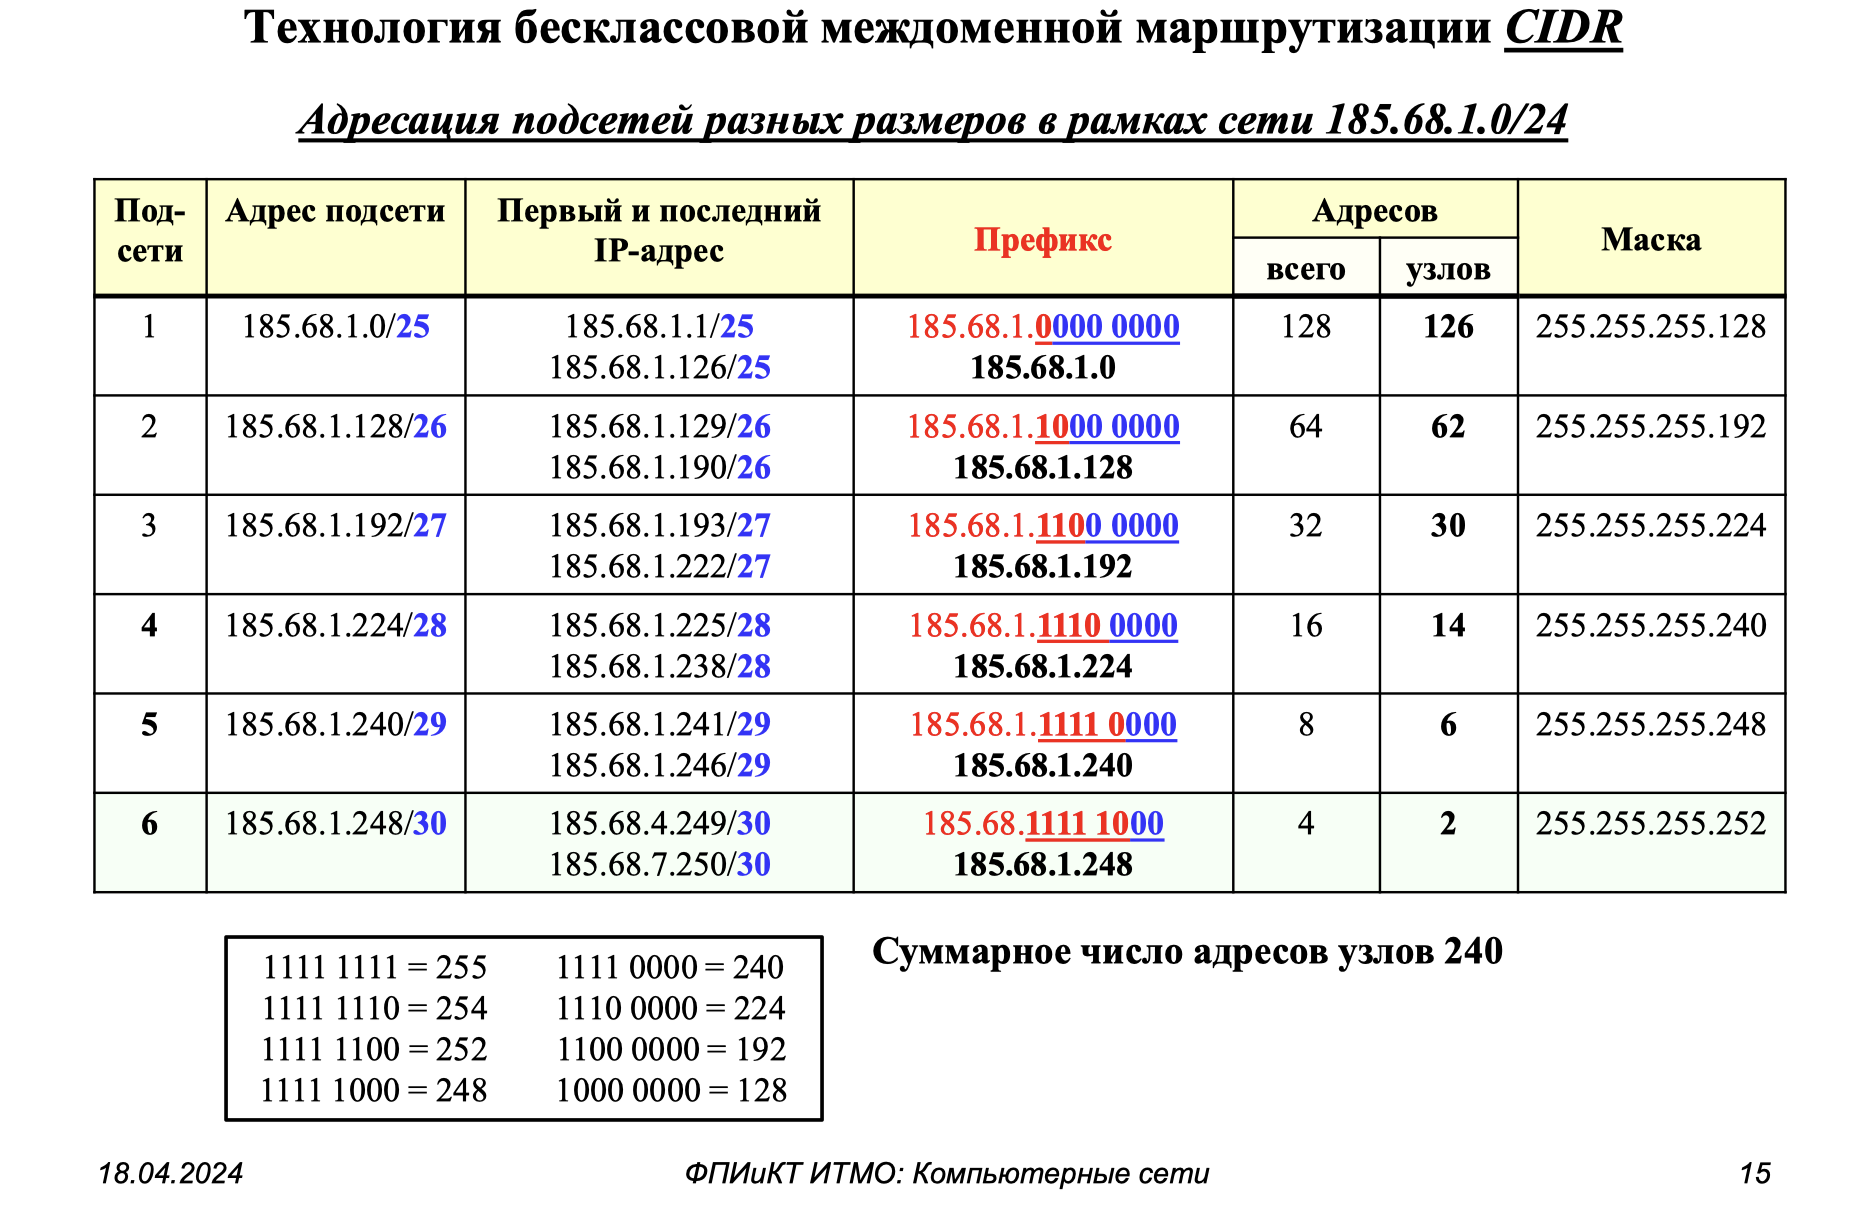 Технология бесклассовой междоменной маршрутизации CIDR
Адресация подсетей разных размеров в рамках сети 185.68.1.0/24
Под-
сети
Адрес подсети
Первый и последний
IP-адрес
Префикс
Адресов
всего
узлов
Маска
1
185.68.1.0/25
185.68.1.1/25
185.68.1.126/25
185.68.1.0000 0000
185.68.1.0
128
126
255.255.255.128
2
185.68.1.128/26
185.68.1.129/26
185.68.1.190/26
185.68.1.1000 0000
185.68.1.128
64
62
255.255.255.192
3
185.68.1.192/27
185.68.1.193/27
185.68.1.222/27
185.68.1.1100 0000
185.68.1.192
32
30
255.255.255.224
4
185.68.1.224/28
185.68.1.225/28
185.68.1.238/28
185.68.1.1110 0000
185.68.1.224
16
14
255.255.255.240
5
185.68.1.240/29
185.68.1.241/29
185.68.1.246/29
185.68.1.1111 0000
185.68.1.240
8
6
255.255.255.248
6
185.68.1.248/30
185.68.4.249/30
185.68.7.250/30
185.68.1111 1000
185.68.1.248
4
2
255.255.255.252
1111 1111 = 255
1111 0000 = 240
1111 1110 = 254
1110 0000 = 224
1111 1100 = 252
1100 0000 = 192
1111 1000 = 248
1000 0000 = 128
Суммарное число адресов узлов 240
18.04.2024
ФПИиКТ ИТМО: Компьютерные сети
15